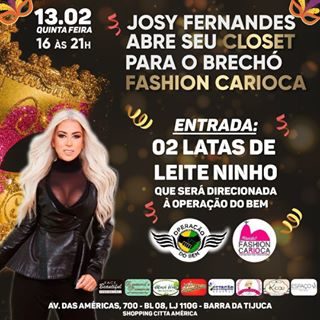 13.02
QUINTA FEIRA
16 ÀS 21H
JOSY FERNANDES
ABRE SEU CLOSET
PARA O BRECHÓ
FASHION CARIOCA
ENTRADA:
02 LATAS DE
LEITE NINHO
QUE SERÁ DIRECIONADA
À OPERAÇÃO DO BEM
OPERAÇÃO
DO BEM
FASHION
CARIOCA
AV. DAS AMÉRICAS, 700 - BL 08, LJ 110G - BARRA DA TIJUCA
SHOPPING CITTA AMÉRICA